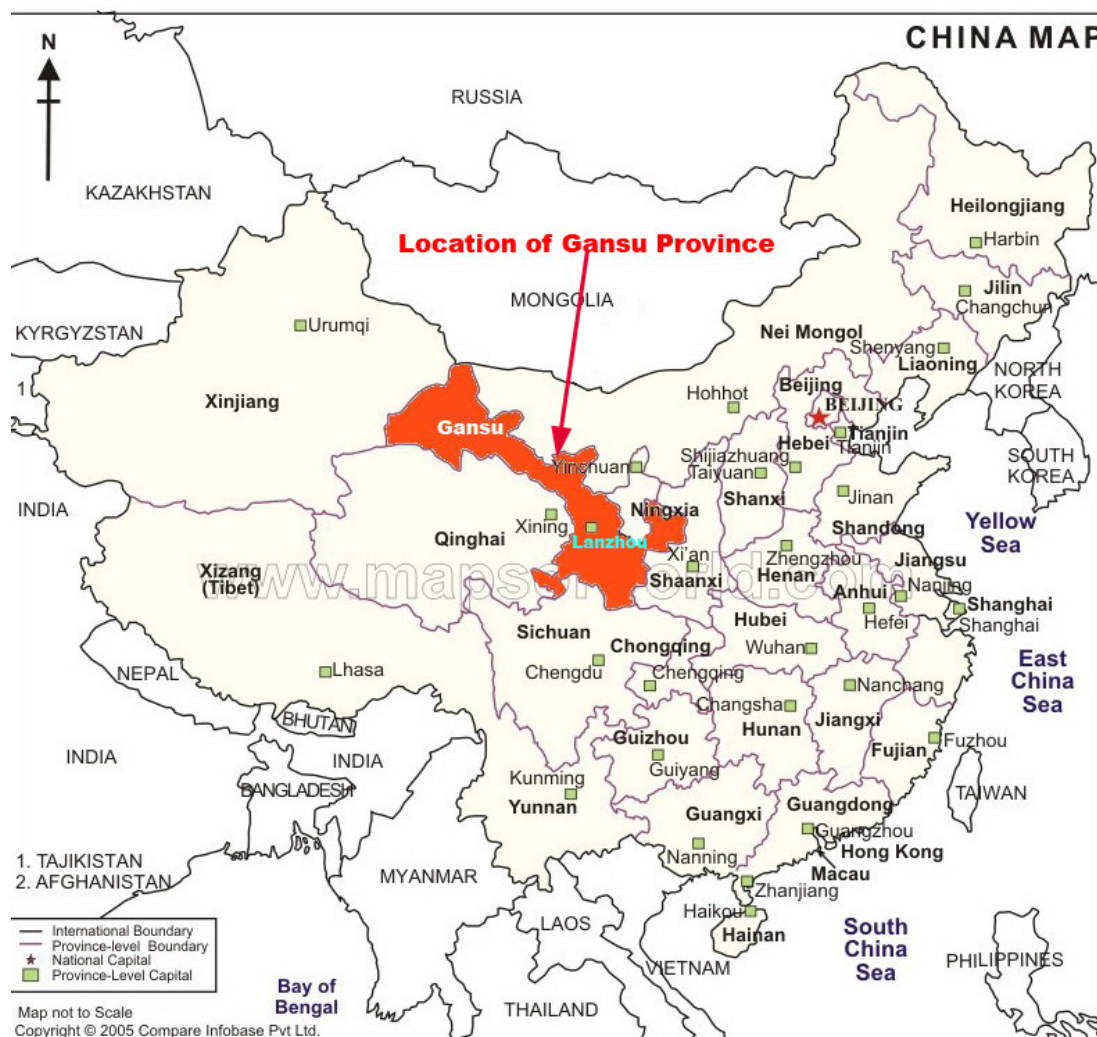 CHINA MAP
N
RUSSIA
KAZAKHSTAN
Heilongjiang
Harbin
Location of Gansu Province
MONGOLIA
Jilin
Changchun
KYRGYZSTAN
Urumqi
Nei Mongol
Shenyang
Liaoning
NORTH
KOREA
1
2
Xinjiang
Hohhot
Beijing
BEIJING
Gansu
Hebei
Tianjin
Tianjin
Shijiazhuang
Taiyuan
Yinchuan
SOUTH
KOREA
INDIA
Shanxi
Jinan
Ningxia
Xining
Qinghai
Lanzhou
Shandong
Yellow
Sea
Xi'an
Zhengzhou
Jiangsu
Xizang
(Tibet)
www.mapsofworld.com
Shaanxi
Henan
Anhui
Nanjing
Hefei
Shanghai
Shanghai
Sichuan
Hubei
Chongqing
Wuhan
NEPAL
Lhasa
Chengdu
Chengqing
Nanchang
East
China
Sea
Changsha
BHUTAN
Hunan
Jiangxi
Guizhou
Guiyang
Fujian
Fuzhou
INDIA
INDIA
BANGLADESH
Kunming
Yunnan
TAIWAN
Guangxi
Guangdong
Guangzhou
Nanning
Hong Kong
Macau
1. TAJIKISTAN
2. AFGHANISTAN
MYANMAR
Zhanjiang
LAOS
Haikou
Hainan
South
China
Sea
VIETNAM
PHILIPPINES
International Boundary
Province-level Boundary
National Capital
Province-Level Capital
Bay of
Bengal
THAILAND
Map not to Scale
Copyright © 2005 Compare Infobase Pvt Ltd.